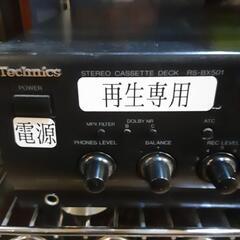 Technics
STEREO CASSETTE DECK RS-BX501
POWER
再生専用
電源
MPX FILTER
DOLBY NR
B C
ATC
PHONES LEVEL
BALANCE
REC LEVEL